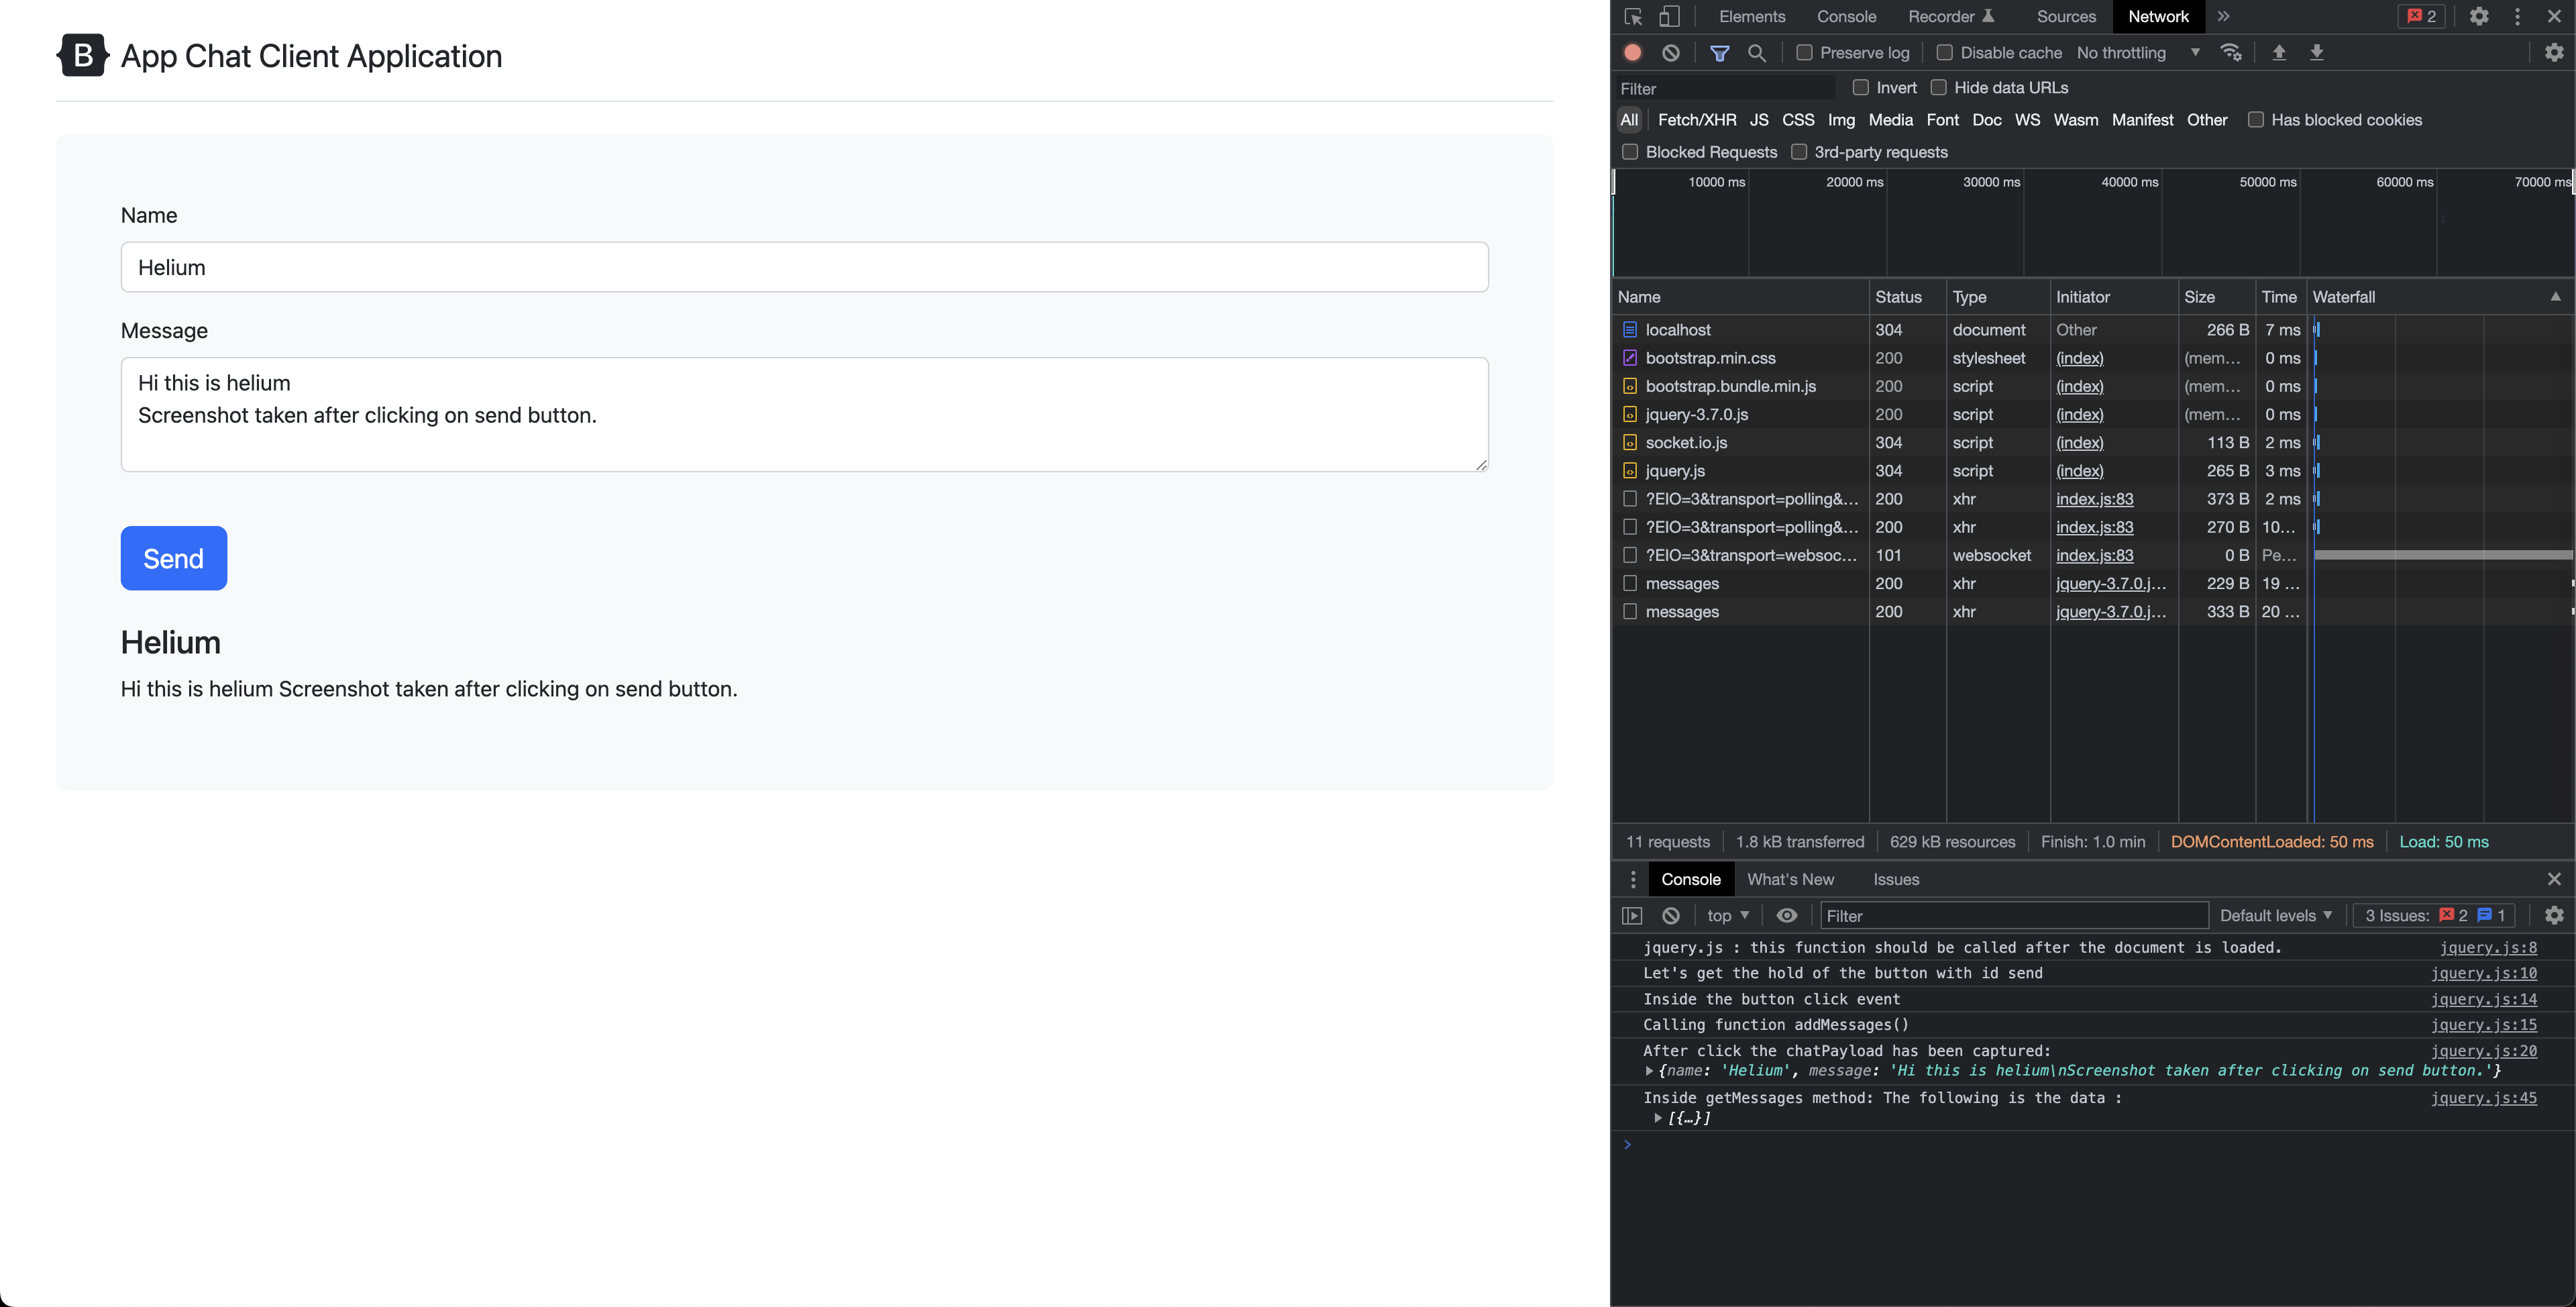 B App Chat Client Application
Name
Helium
Message
Hi this is helium
Screenshot taken after clicking on send button.
Send
Helium
Hi this is helium Screenshot taken after clicking on send button.
Elements Console Recorder Sources Network 2
Preserve log Disable cache No throttling
Filter Invert Hide data URLs
All Fetch/XHR JS CSS Img Media Font Doc WS Wasm Manifest Other Has blocked cookies
Blocked Requests 3rd-party requests
10000 ms 20000 ms 30000 ms 40000 ms 50000 ms 60000 ms 70000 ms
Name Status Type Initiator Size Time Waterfall
localhost 304 document Other 266 B 7 ms
bootstrap.min.css 200 stylesheet (index) (mem... 0 ms
bootstrap.bundle.min.js 200 script (index) (mem... 0 ms
jquery-3.7.0.js 200 script (index) (mem... 0 ms
socket.io.js 304 script (index) 113 B 2 ms
jquery.js 304 script (index) 265 B 3 ms
?EIO=3&transport=polling&... 200 xhr index.js:83 373 B 2 ms
?EIO=3&transport=polling&... 200 xhr index.js:83 270 B 10...
?EIO=3&transport=websoc... 101 websocket index.js:83 0 B Pe...
messages 200 xhr jquery-3.7.0.j... 229 B 19 ...
messages 200 xhr jquery-3.7.0.j... 333 B 20 ...
11 requests 1.8 kB transferred 629 kB resources Finish: 1.0 min DOMContentLoaded: 50 ms Load: 50 ms
Console What's New Issues
top Filter Default levels 3 Issues: 2 1
jquery.js : this function should be called after the document is loaded. jquery.js:8
Let's get the hold of the button with id send jquery.js:10
Inside the button click event jquery.js:14
Calling function addMessages() jquery.js:15
After click the chatPayload has been captured: jquery.js:20
{name: 'Helium', message: 'Hi this is helium\nScreenshot taken after clicking on send button.'}
Inside getMessages method: The following is the data : jquery.js:45
[{…}]